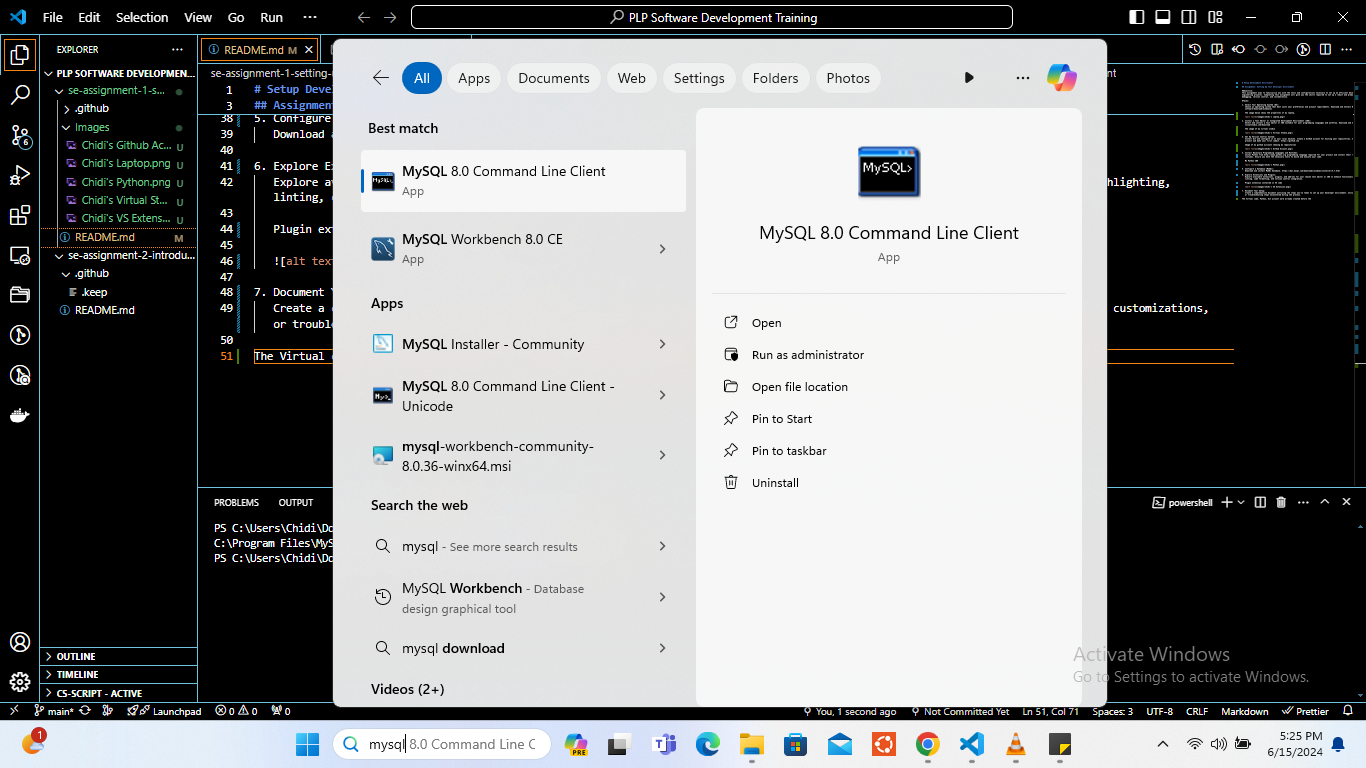 File Edit Selection View Go Run ···
PLP Software Development Training
EXPLORER
PLP SOFTWARE DEVELOPMEN...
se-assignment-1-s...
.github
Images
Chidi's Github Ac... U
Chidi's Laptop.png U
Chidi's Python.png U
Chidi's Virtual St... U
Chidi's VS Extens... U
README.md M
se-assignment-2-introdu...
.github
.keep
README.md
OUTLINE
TIMELINE
CS-SCRIPT - ACTIVE
README.md M
se-assignment-1-setting-
1 # Setup Deve
3 ## Assignmen
38 5. Configure
39 Download a
40
41 6. Explore Ex
42 Explore av
hlighting,
linting, 
43
44 Plugin ext
45
46 ![alt tex
47
48 7. Document Y
49 Create a 
customizations,
or trouble
50
51 The Virtual 
PROBLEMS OUTPUT
powershell
PS C:\Users\Chidi\Do
C:\Program Files\MyS
PS C:\Users\Chidi\Do
All Apps Documents Web Settings Folders Photos
Best match
MySQL 8.0 Command Line Client
App
MySQL Workbench 8.0 CE
App
Apps
MySQL Installer - Community
MySQL 8.0 Command Line Client -
Unicode
mysql-workbench-community-
8.0.36-winx64.msi
Search the web
mysql - See more search results
MySQL Workbench - Database
design graphical tool
mysql download
Videos (2+)
MySQL>
MySQL 8.0 Command Line Client
App
Open
Run as administrator
Open file location
Pin to Start
Pin to taskbar
Uninstall
Activate Windows
Go to Settings to activate Windows.
6
main* Launchpad 0 0 0
You, 1 second ago Not Committed Yet Ln 51, Col 71 Spaces: 3 UTF-8 CRLF Markdown Prettier
1
mysql 8.0 Command Line C
PRE
5:25 PM
6/15/2024